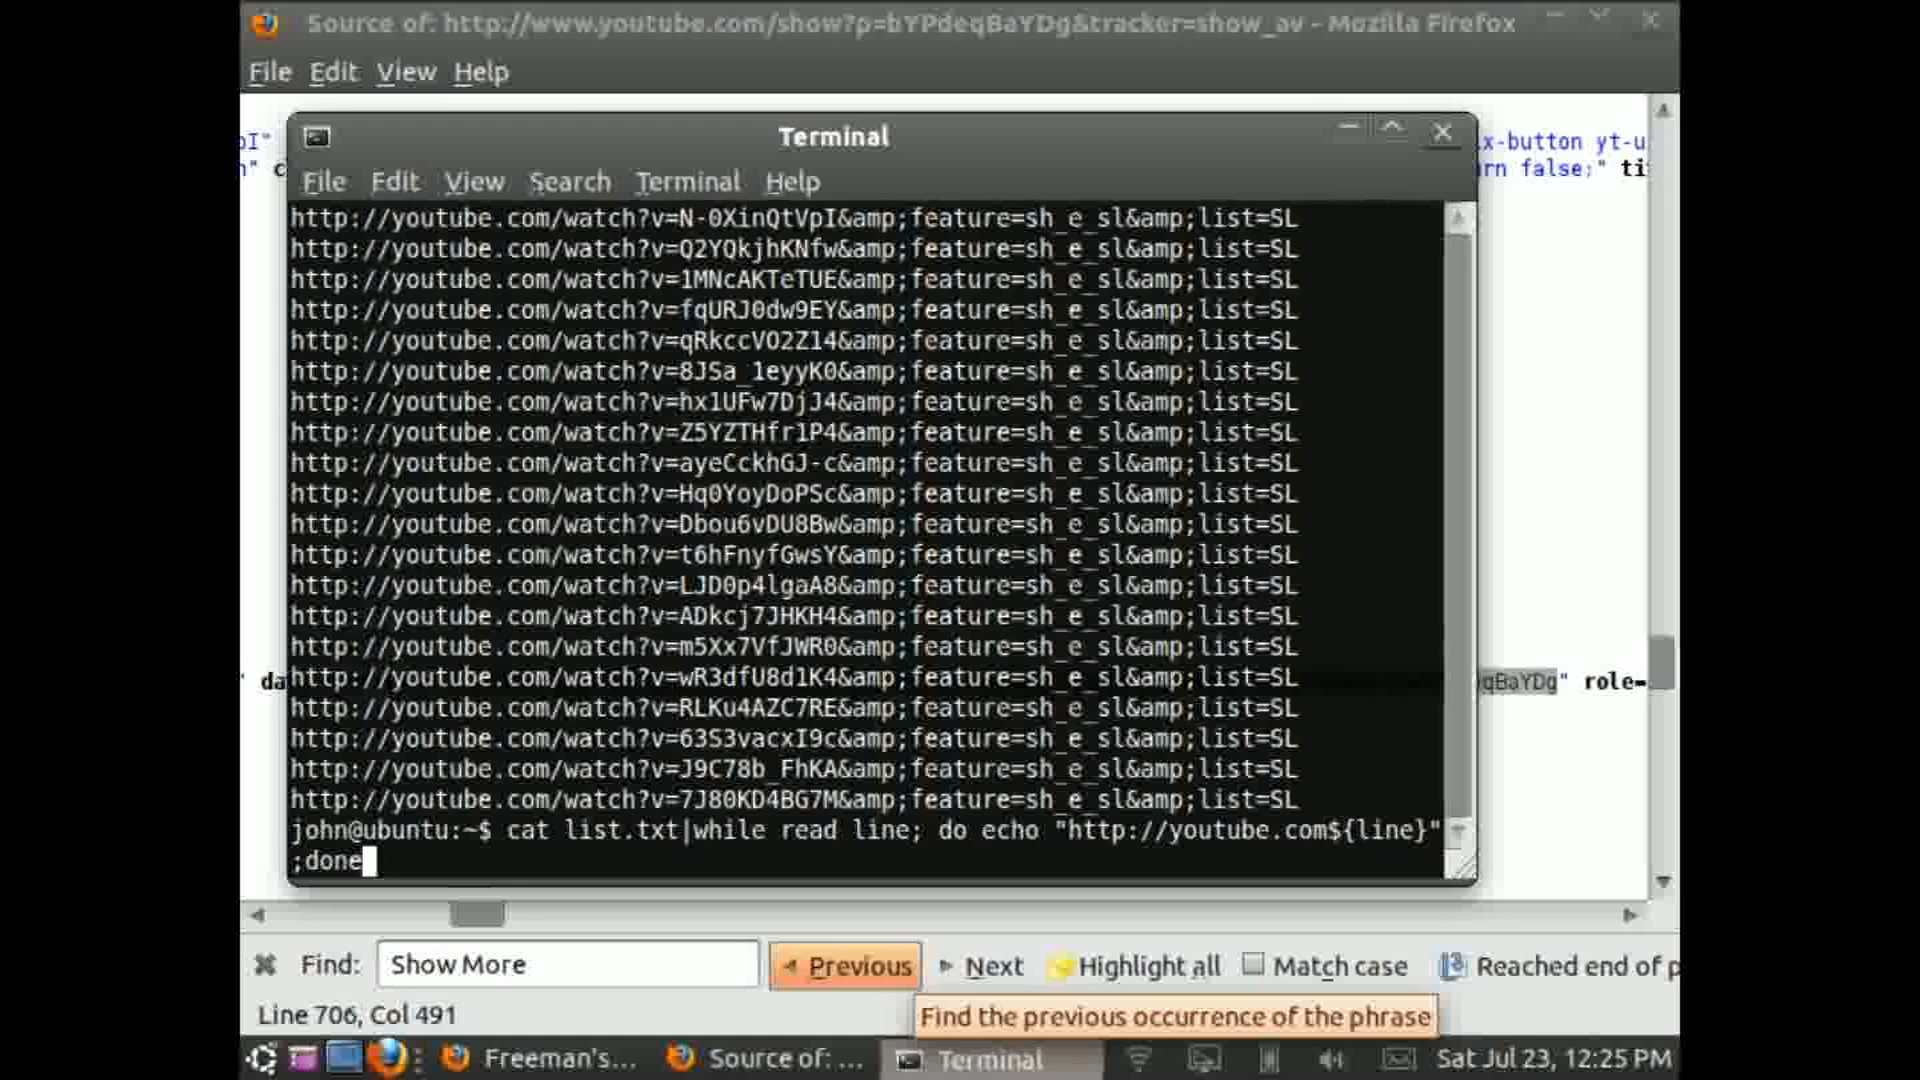 Source of: http://www.youtube.com/show?p=bYPdeqBaYDg&tracker=show_av - Mozilla Firefox
File Edit View Help
pI" x-button yt-u
" c rn false;" ti
Terminal
File Edit View Search Terminal Help
http://youtube.com/watch?v=N-0XinQtVpI&amp;feature=sh_e_sl&amp;list=SL
http://youtube.com/watch?v=Q2YQkjhKNfw&amp;feature=sh_e_sl&amp;list=SL
http://youtube.com/watch?v=1MNcAKTeTUE&amp;feature=sh_e_sl&amp;list=SL
http://youtube.com/watch?v=fqURJ0dw9EY&amp;feature=sh_e_sl&amp;list=SL
http://youtube.com/watch?v=qRkccVO2Z14&amp;feature=sh_e_sl&amp;list=SL
http://youtube.com/watch?v=8JSa_1eyyK0&amp;feature=sh_e_sl&amp;list=SL
http://youtube.com/watch?v=hx1UFw7DjJ4&amp;feature=sh_e_sl&amp;list=SL
http://youtube.com/watch?v=Z5YZTHfr1P4&amp;feature=sh_e_sl&amp;list=SL
http://youtube.com/watch?v=ayeCckhGJ-c&amp;feature=sh_e_sl&amp;list=SL
http://youtube.com/watch?v=Hq0YoyDoPSc&amp;feature=sh_e_sl&amp;list=SL
http://youtube.com/watch?v=Dbou6vDU8Bw&amp;feature=sh_e_sl&amp;list=SL
http://youtube.com/watch?v=t6hFnyfGwsY&amp;feature=sh_e_sl&amp;list=SL
http://youtube.com/watch?v=LJD0p4lgaA8&amp;feature=sh_e_sl&amp;list=SL
http://youtube.com/watch?v=ADkcj7JHKH4&amp;feature=sh_e_sl&amp;list=SL
http://youtube.com/watch?v=m5Xx7VfJWR0&amp;feature=sh_e_sl&amp;list=SL
http://youtube.com/watch?v=wR3dfU8d1K4&amp;feature=sh_e_sl&amp;list=SL
" da qBaYDg" role=
http://youtube.com/watch?v=RLKu4AZC7RE&amp;feature=sh_e_sl&amp;list=SL
http://youtube.com/watch?v=63S3vacxI9c&amp;feature=sh_e_sl&amp;list=SL
http://youtube.com/watch?v=J9C78b_FhKA&amp;feature=sh_e_sl&amp;list=SL
http://youtube.com/watch?v=7J80KD4BG7M&amp;feature=sh_e_sl&amp;list=SL
john@ubuntu:~$ cat list.txt|while read line; do echo "http://youtube.com${line}"
;done
Find: Show More Previous Next Highlight all Match case Reached end of p
Line 706, Col 491
Find the previous occurrence of the phrase
Freeman's... Source of: ... Terminal Sat Jul 23, 12:25 PM